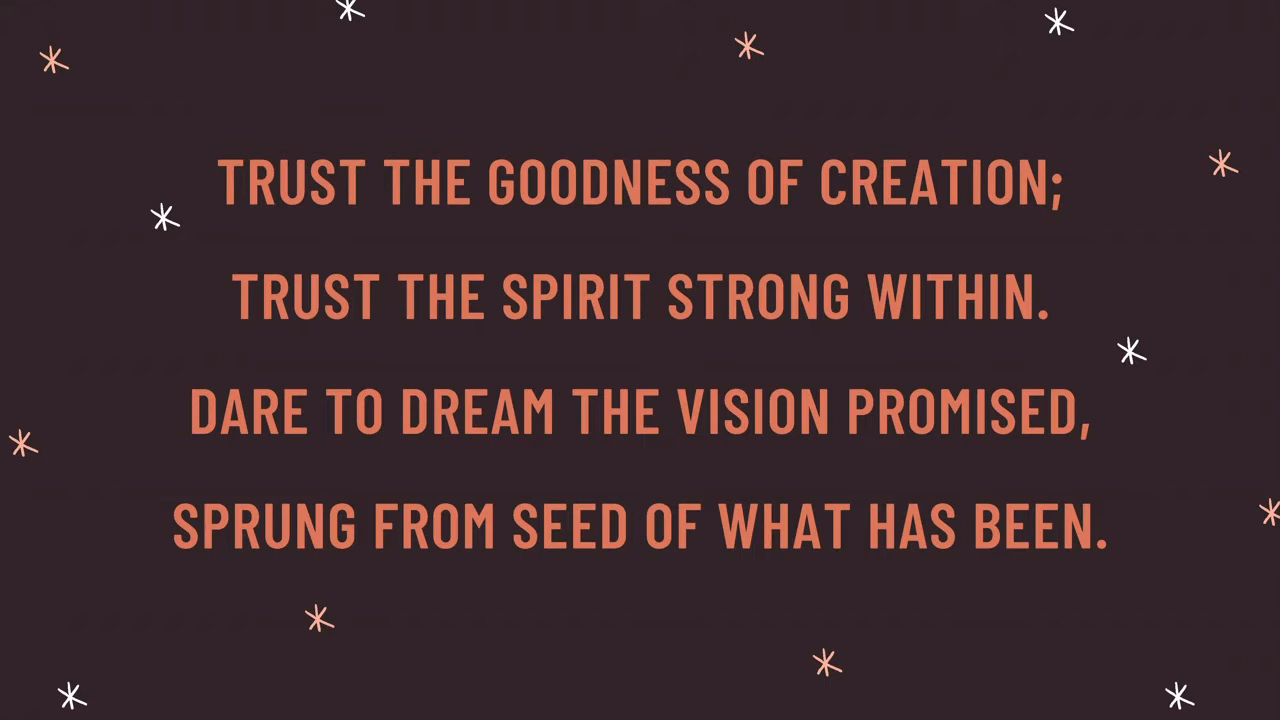 TRUST THE GOODNESS OF CREATION;
TRUST THE SPIRIT STRONG WITHIN.
DARE TO DREAM THE VISION PROMISED,
SPRUNG FROM SEED OF WHAT HAS BEEN.